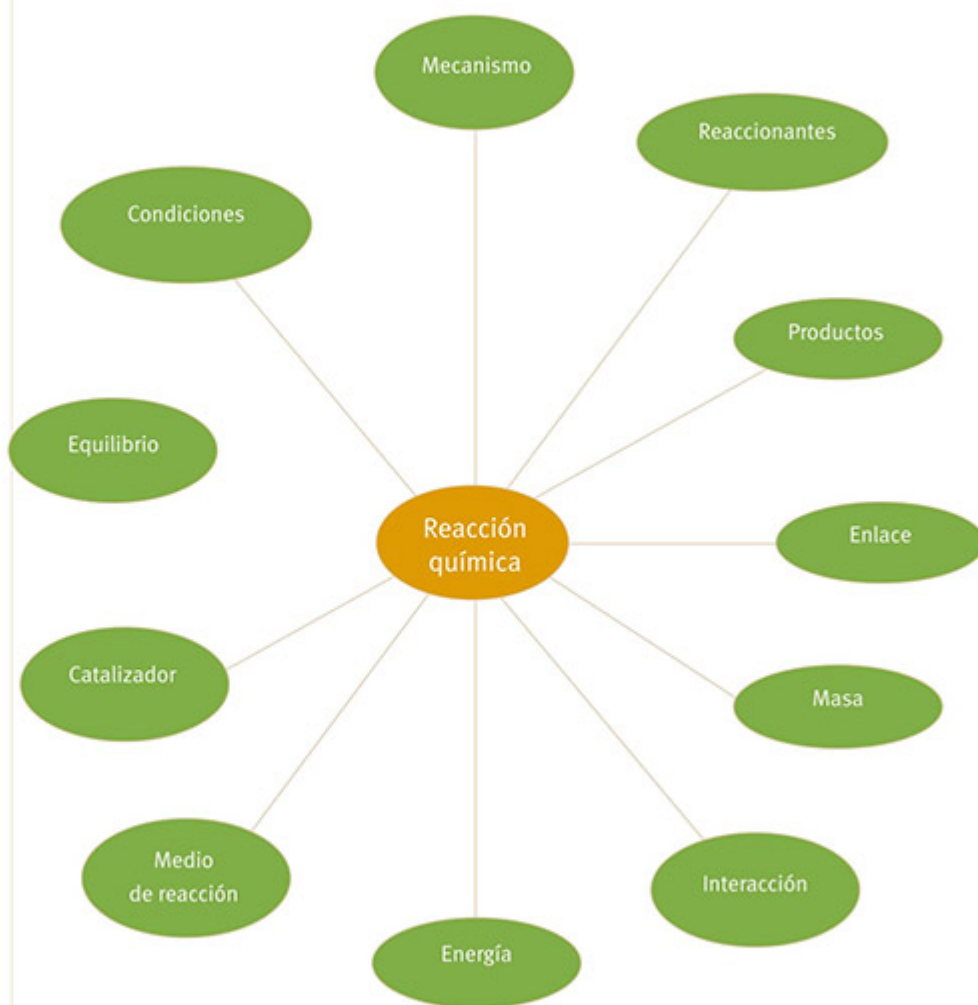 Mecanismo
Reaccionantes
Condiciones
Productos
Equilibrio
Reacción
química
Enlace
Catalizador
Masa
Medio
de reacción
Interacción
Energía